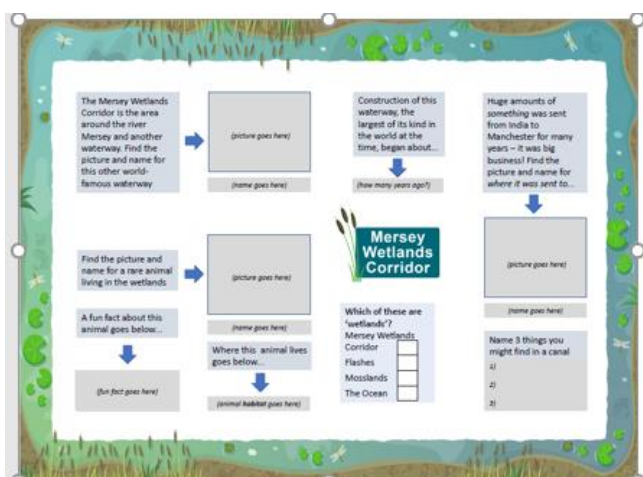 The Mersey Wetlands
Corridor is the area
around the river
Mersey and another
waterway. Find the
picture and name for
this other world-
famous waterway
(picture goes here)
(name goes here)
Construction of this
waterway, the
largest of its kind in
the world at the
time, began about...
(how many years ago?)
Huge amounts of
something was sent
from India to
Manchester for many
years – it was big
business! Find the
picture and name for
where it was sent to...
(picture goes here)
(name goes here)
Find the picture and
name for a rare animal
living in the wetlands
(picture goes here)
(name goes here)
A fun fact about this
animal goes below...
(fun fact goes here)
Where this animal lives
goes below...
(animal habitat goes here)
Mersey
Wetlands
Corridor
Which of these are
'wetlands'?
Mersey Wetlands
Corridor
Flashes
Mosslands
The Ocean
Name 3 things you
might find in a canal
1)
2)
3)